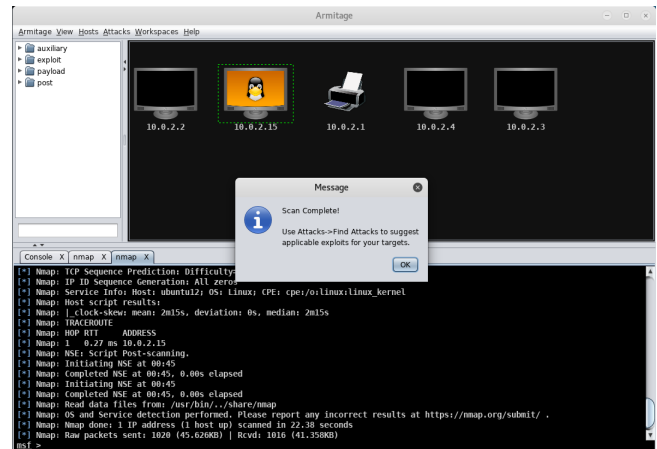 Armitage
Armitage View Hosts Attacks Workspaces Help
auxiliary
exploit
payload
post
10.0.2.2
10.0.2.15
10.0.2.1
10.0.2.4
10.0.2.3
Message
Scan Complete!
Use Attacks->Find Attacks to suggest
applicable exploits for your targets.
OK
Console X nmap X nmap X
[*] Nmap: TCP Sequence Prediction: Difficulty=
[*] Nmap: IP ID Sequence Generation: All zeros
[*] Nmap: Service Info: Host: ubuntu12; OS: Linux; CPE: cpe:/o:linux:linux_kernel
[*] Nmap: Host script results:
[*] Nmap: |_clock-skew: mean: 2m15s, deviation: 0s, median: 2m15s
[*] Nmap: TRACEROUTE
[*] Nmap: HOP RTT ADDRESS
[*] Nmap: 1 0.27 ms 10.0.2.15
[*] Nmap: NSE: Script Post-scanning.
[*] Nmap: Initiating NSE at 00:45
[*] Nmap: Completed NSE at 00:45, 0.00s elapsed
[*] Nmap: Initiating NSE at 00:45
[*] Nmap: Completed NSE at 00:45, 0.00s elapsed
[*] Nmap: Read data files from: /usr/bin/../share/nmap
[*] Nmap: OS and Service detection performed. Please report any incorrect results at https://nmap.org/submit/ .
[*] Nmap: Nmap done: 1 IP address (1 host up) scanned in 22.38 seconds
[*] Nmap: Raw packets sent: 1020 (45.626KB) | Rcvd: 1016 (41.358KB)
msf >